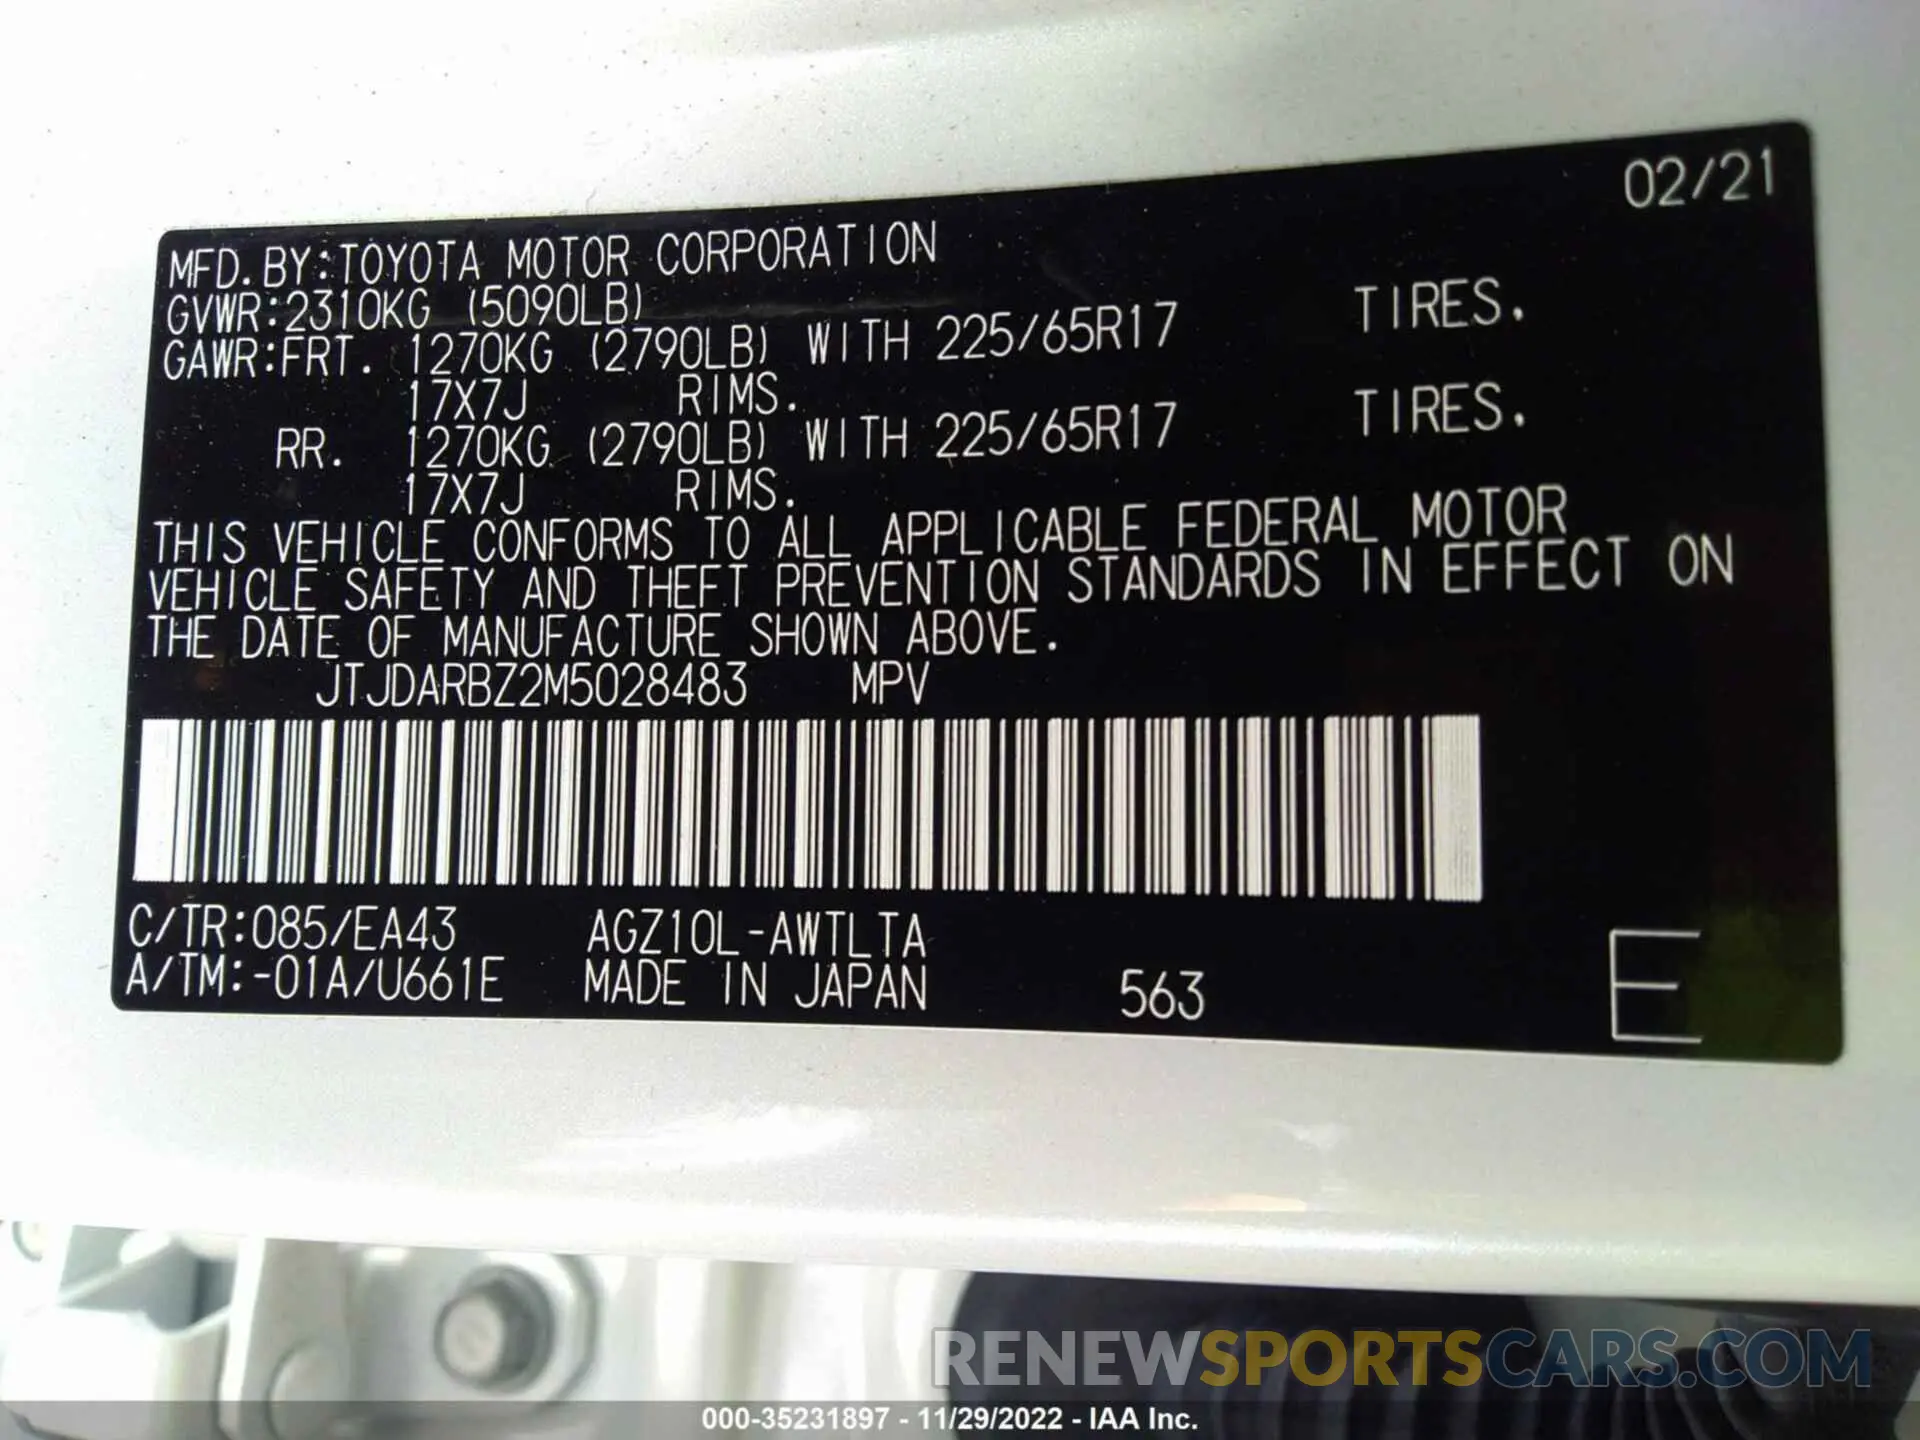 02/21
MFD.BY:TOYOTA MOTOR CORPORATION
GVWR:2310KG (5090LB)
GAWR:FRT. 1270KG (2790LB) WITH 225/65R17 TIRES.
17X7J RIMS.
RR. 1270KG (2790LB) WITH 225/65R17 TIRES.
17X7J RIMS.
THIS VEHICLE CONFORMS TO ALL APPLICABLE FEDERAL MOTOR
VEHICLE SAFETY AND THEFT PREVENTION STANDARDS IN EFFECT ON
THE DATE OF MANUFACTURE SHOWN ABOVE.
JTJDARBZ2M5028483 MPV
C/TR:085/EA43 AGZ10L-AWTLTA
A/TM:-01A/U661E MADE IN JAPAN 563 E
RENEWSPORTSCARS.COM
000-35231897 - 11/29/2022 - IAA Inc.